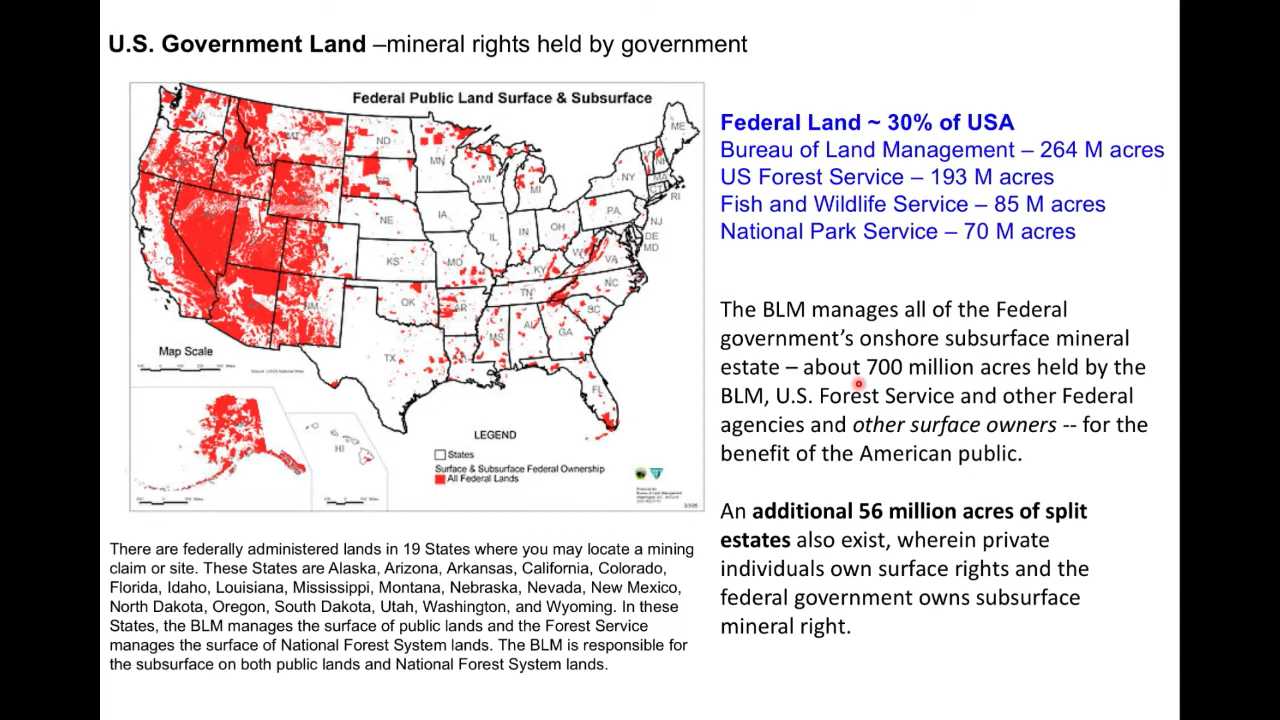 U.S. Government Land –mineral rights held by government
Federal Public Land Surface & Subsurface
WA
MT
ND
MN
WI
MI
NY
ME
MA
RI
NE
IA
IL
IN
OH
PA
NJ
DE
MD
KS
MO
KY
VA
NC
TN
OK
AR
SC
MS
AL
GA
TX
NM
FL
HI
Map Scale
LEGEND
States
Surface & Subsurface Federal Ownership
All Federal Lands
Federal Land ~ 30% of USA
Bureau of Land Management – 264 M acres
US Forest Service – 193 M acres
Fish and Wildlife Service – 85 M acres
National Park Service – 70 M acres
The BLM manages all of the Federal
government’s onshore subsurface mineral
estate – about 700 million acres held by the
BLM, U.S. Forest Service and other Federal
agencies and other surface owners -- for the
benefit of the American public.
An additional 56 million acres of split
estates also exist, wherein private
individuals own surface rights and the
federal government owns subsurface
mineral right.
There are federally administered lands in 19 States where you may locate a mining
claim or site. These States are Alaska, Arizona, Arkansas, California, Colorado,
Florida, Idaho, Louisiana, Mississippi, Montana, Nebraska, Nevada, New Mexico,
North Dakota, Oregon, South Dakota, Utah, Washington, and Wyoming. In these
States, the BLM manages the surface of public lands and the Forest Service
manages the surface of National Forest System lands. The BLM is responsible for
the subsurface on both public lands and National Forest System lands.